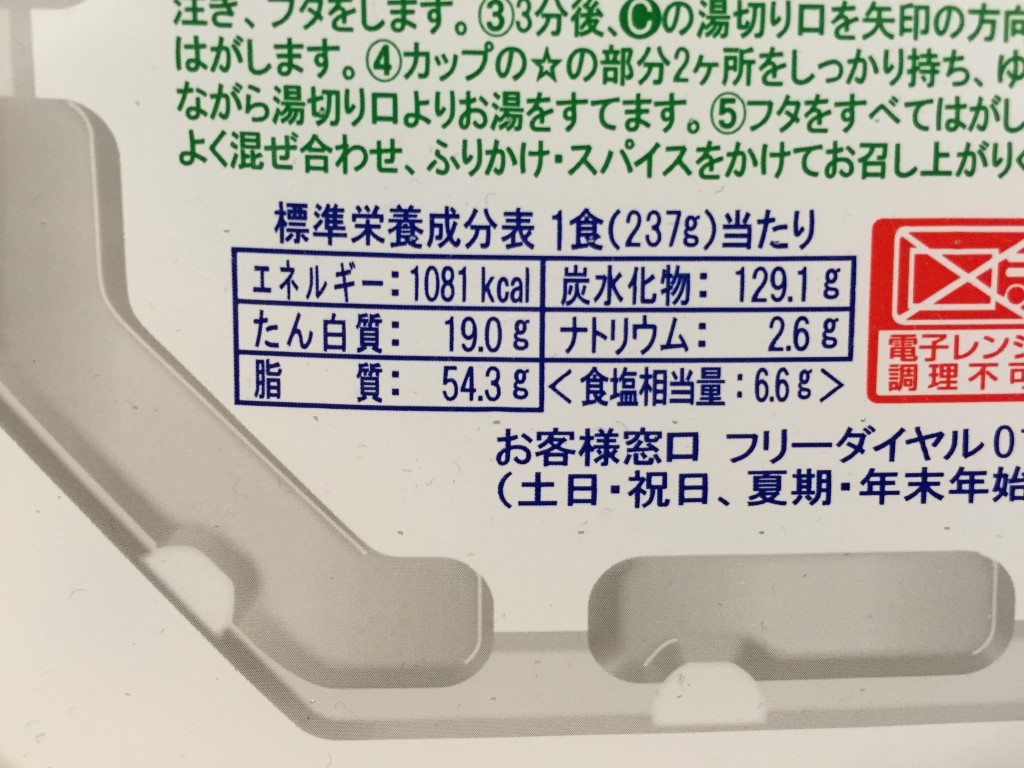 注き、フタをします。③3分後、Ⓒの湯切り口を矢印の方向
はがします。④カップの☆の部分2ヶ所をしっかり持ち、ゆ
ながら湯切り口よりお湯をすてます。⑤フタをすべてはがし
よく混ぜ合わせ、ふりかけ・スパイスをかけてお召し上がりく
標準栄養成分表 1食(237g)当たり
エネルギー:1081 kcal 炭水化物: 129.1 g
たん白質: 19.0 g ナトリウム: 2.6 g
脂 質: 54.3 g <食塩相当量:6.6 g>
電子レンジ
調理不可
お客様窓口 フリーダイヤル 0
(土日・祝日、夏期・年末年始